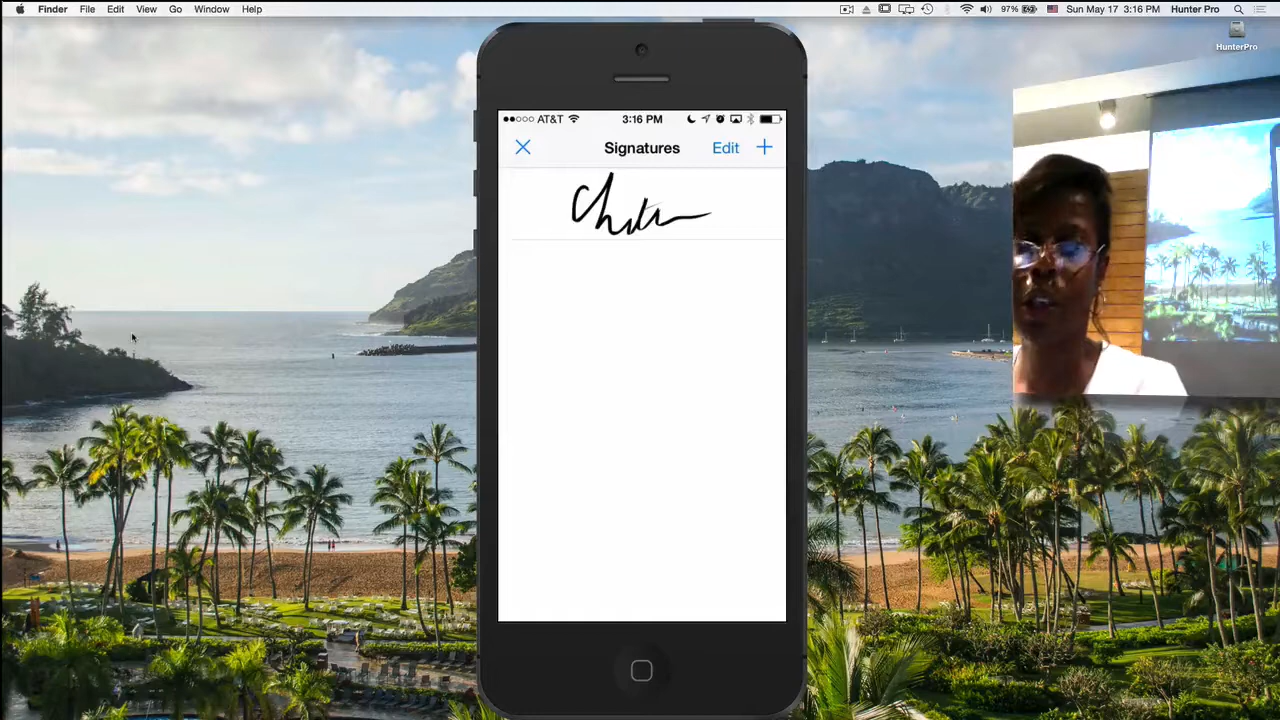 Finder File Edit View Go Window Help 97% Sun May 17 3:16 PM Hunter Pro
HunterPro
AT&T 3:16 PM
Signatures Edit